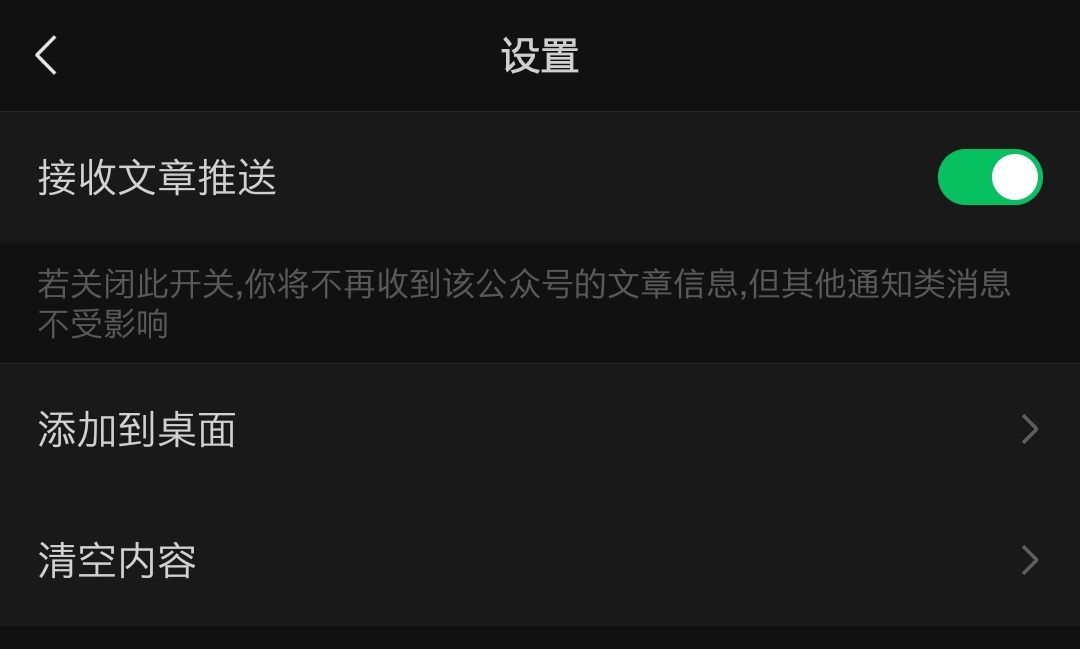 设置
接收文章推送
若关闭此开关,你将不再收到该公众号的文章信息,但其他通知类消息
不受影响
添加到桌面
清空内容